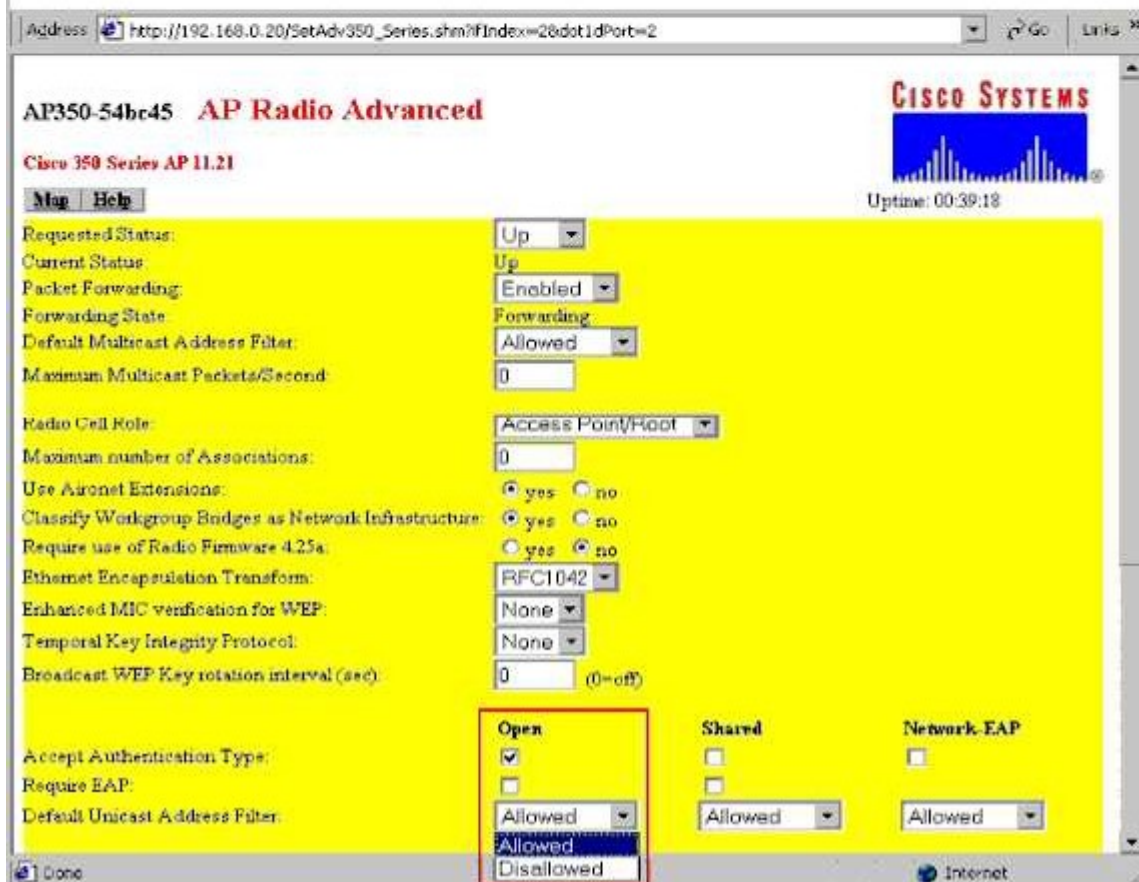 Address http://192.168.0.20/SetAdv350_Series.shm?ifIndex=2&dot1dPort=2 Go Links »
AP350-54bc45 AP Radio Advanced
CISCO SYSTEMS
Cisco 350 Series AP 11.21
Map Help
Uptime: 00:39:18
Requested Status: Up
Current Status: Up
Packet Forwarding: Enabled
Forwarding State: Forwarding
Default Multicast Address Filter: Allowed
Maximum Multicast Packets/Second: 0
Radio Cell Role: Access Point/Root
Maximum number of Associations: 0
Use Aironet Extensions: yes no
Classify Workgroup Bridges as Network Infrastructure: yes no
Require use of Radio Firmware 4.25a: yes no
Ethernet Encapsulation Transform: RFC1042
Enhanced MIC verification for WEP: None
Temporal Key Integrity Protocol: None
Broadcast WEP Key rotation interval (sec): 0 (0=off)
Open Shared Network-EAP
Accept Authentication Type:
Require EAP:
Default Unicast Address Filter: Allowed Allowed Allowed
Allowed
Disallowed
Done Internet